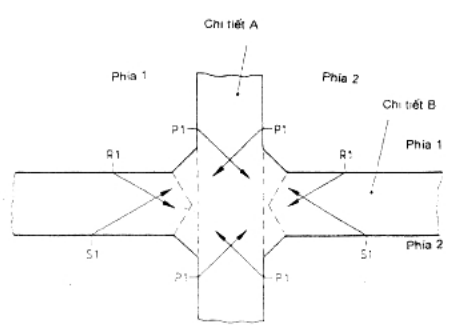 Chi tiết A
Phía 1
Phía 2
Chi tiết B
P1
P1
Phía 1
R1
R1
S1
S1
Phía 2
P1
P1